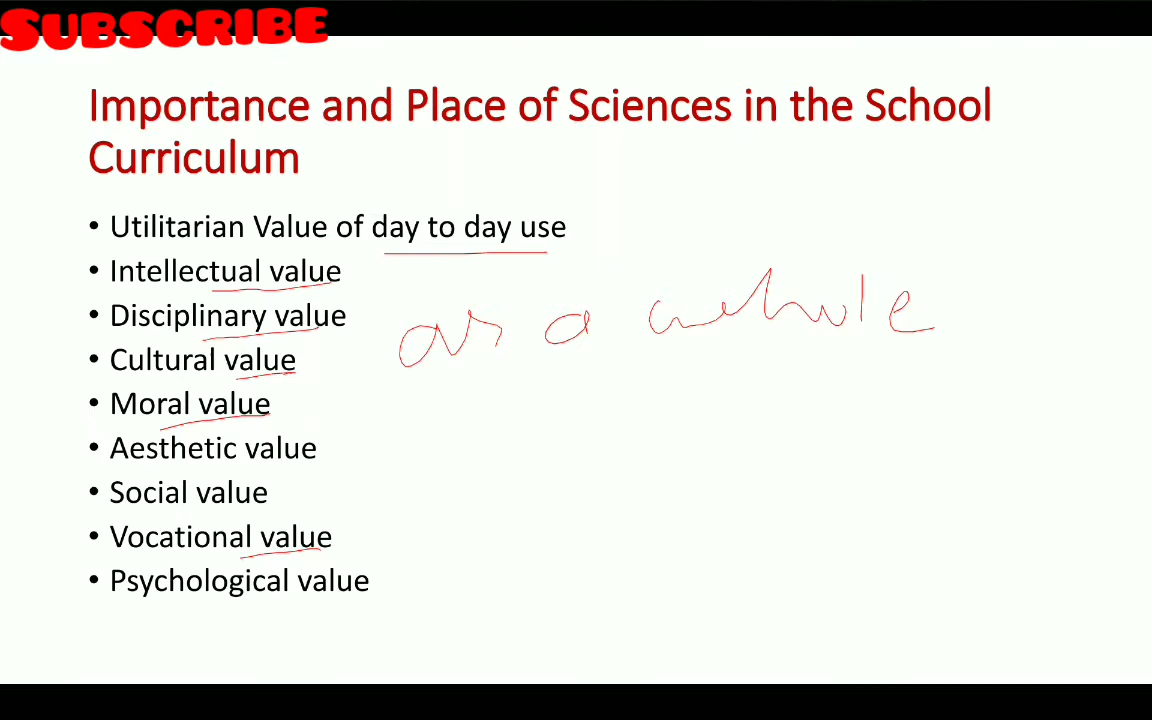 SUBSCRIBE
Importance and Place of Sciences in the School
Curriculum
• Utilitarian Value of day to day use
• Intellectual value
• Disciplinary value
• Cultural value
• Moral value
• Aesthetic value
• Social value
• Vocational value
• Psychological value
as a whole